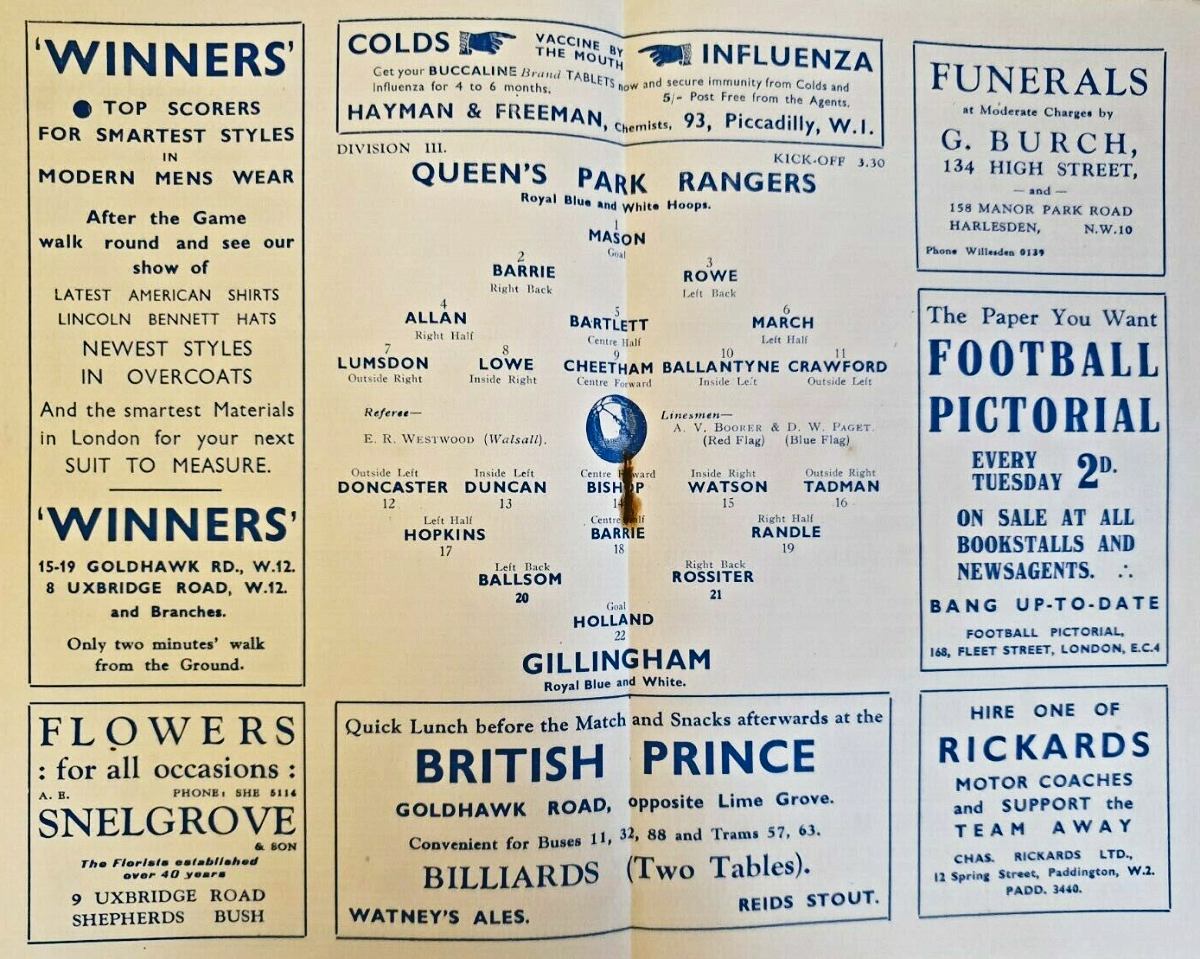 'WINNERS'
TOP SCORERS
FOR SMARTEST STYLES
IN
MODERN MENS WEAR
After the Game
walk round and see our
show of
LATEST AMERICAN SHIRTS
LINCOLN BENNETT HATS
NEWEST STYLES
IN OVERCOATS
And the smartest Materials
in London for your next
SUIT TO MEASURE.
'WINNERS'
15-19 GOLDHAWK RD., W.12.
8 UXBRIDGE ROAD, W.12.
and Branches.
Only two minutes' walk
from the Ground.
FLOWERS
: for all occasions :
A. E. PHONE: SHE 5114
SNELGROVE
& SON
The Florists established
over 40 years
9 UXBRIDGE ROAD
SHEPHERDS BUSH
COLDS VACCINE BY THE MOUTH INFLUENZA
Get your BUCCALINE Brand TABLETS now and secure immunity from Colds and
Influenza for 4 to 6 months. 5/- Post Free from the Agents.
HAYMAN & FREEMAN, Chemists, 93, Piccadilly, W.I.
DIVISION III. KICK-OFF 3.30
QUEEN'S PARK RANGERS
Royal Blue and White Hoops.
1
MASON
Goal
2 3
BARRIE ROWE
Right Back Left Back
4 5 6
ALLAN BARTLETT MARCH
Right Half Centre Half Left Half
7 8 9 10 11
LUMSDON LOWE CHEETHAM BALLANTYNE CRAWFORD
Outside Right Inside Right Centre Forward Inside Left Outside Left
Referee— Linesmen—
E. R. WESTWOOD (Walsall). A. V. BOORER & D. W. PAGET.
(Red Flag) (Blue Flag)
Outside Left Inside Left Centre Forward Inside Right Outside Right
DONCASTER DUNCAN BISHOP WATSON TADMAN
12 13 14 15 16
Left Half Centre Half Right Half
HOPKINS BARRIE RANDLE
17 18 19
Left Back Right Back
BALLSOM ROSSITER
20 21
Goal
HOLLAND
22
GILLINGHAM
Royal Blue and White.
Quick Lunch before the Match and Snacks afterwards at the
BRITISH PRINCE
GOLDHAWK ROAD, opposite Lime Grove.
Convenient for Buses 11, 32, 88 and Trams 57, 63.
BILLIARDS (Two Tables).
WATNEY'S ALES. REIDS STOUT.
FUNERALS
at Moderate Charges by
G. BURCH,
134 HIGH STREET,
— and —
158 MANOR PARK ROAD
HARLESDEN, N.W.10
Phone Willesden 0139
The Paper You Want
FOOTBALL
PICTORIAL
EVERY TUESDAY 2D.
ON SALE AT ALL
BOOKSTALLS AND
NEWSAGENTS. ∴
BANG UP-TO-DATE
FOOTBALL PICTORIAL,
168, FLEET STREET, LONDON, E.C.4
HIRE ONE OF
RICKARDS
MOTOR COACHES
and SUPPORT the
TEAM AWAY
CHAS. RICKARDS LTD.,
12 Spring Street, Paddington, W.2.
PADD. 3440.